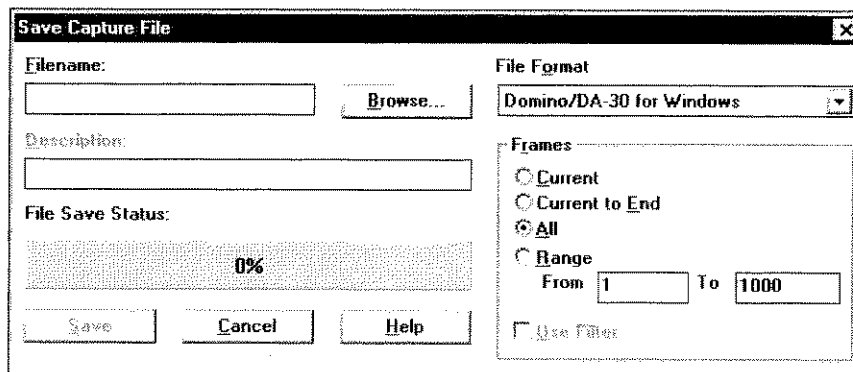 Save Capture File
Filename:
Browse...
Description:
File Save Status:
0%
Save
Cancel
Help
File Format
Domino/DA-30 for Windows
Frames
Current
Current to End
All
Range
From 1 To 1000
Use Filter